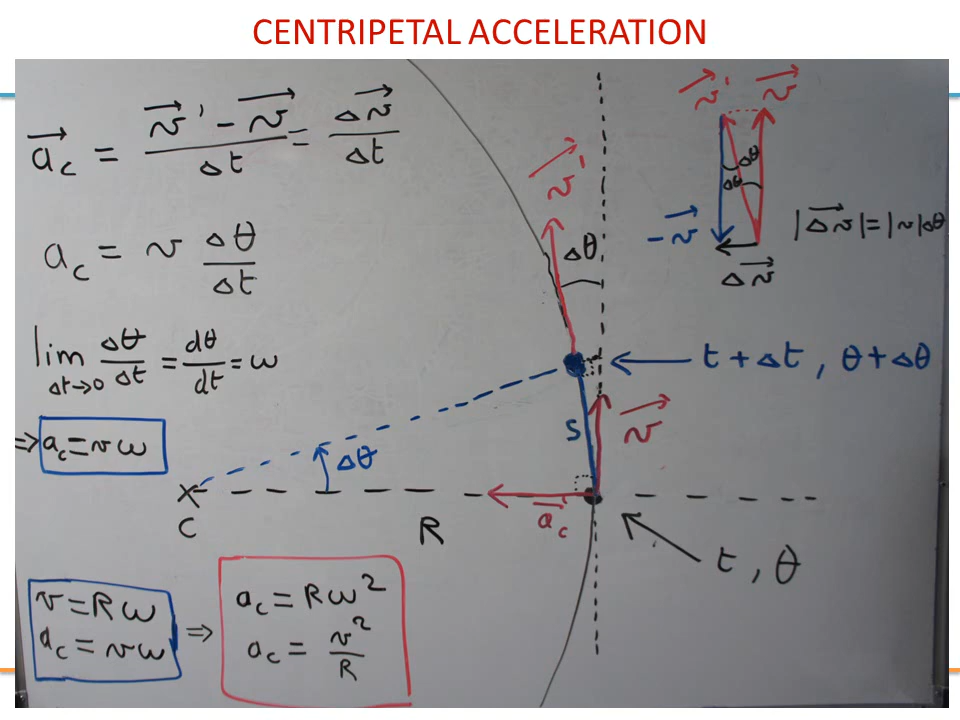 CENTRIPETAL ACCELERATION
a⃗c = (v⃗' - v⃗)/Δt = Δv⃗/Δt
ac = v Δθ/Δt
lim Δt→0 Δθ/Δt = dθ/dt = ω
⇒ ac = vω
v = Rω
ac = vω
⇒
ac = Rω²
ac = v²/R
v⃗'
Δθ
t + Δt , θ + Δθ
S
v⃗
Δθ
C
R
a⃗c
t , θ
v⃗'
v⃗
Δθ
Δθ
-v⃗
Δv⃗
|Δv⃗| = |v|Δθ